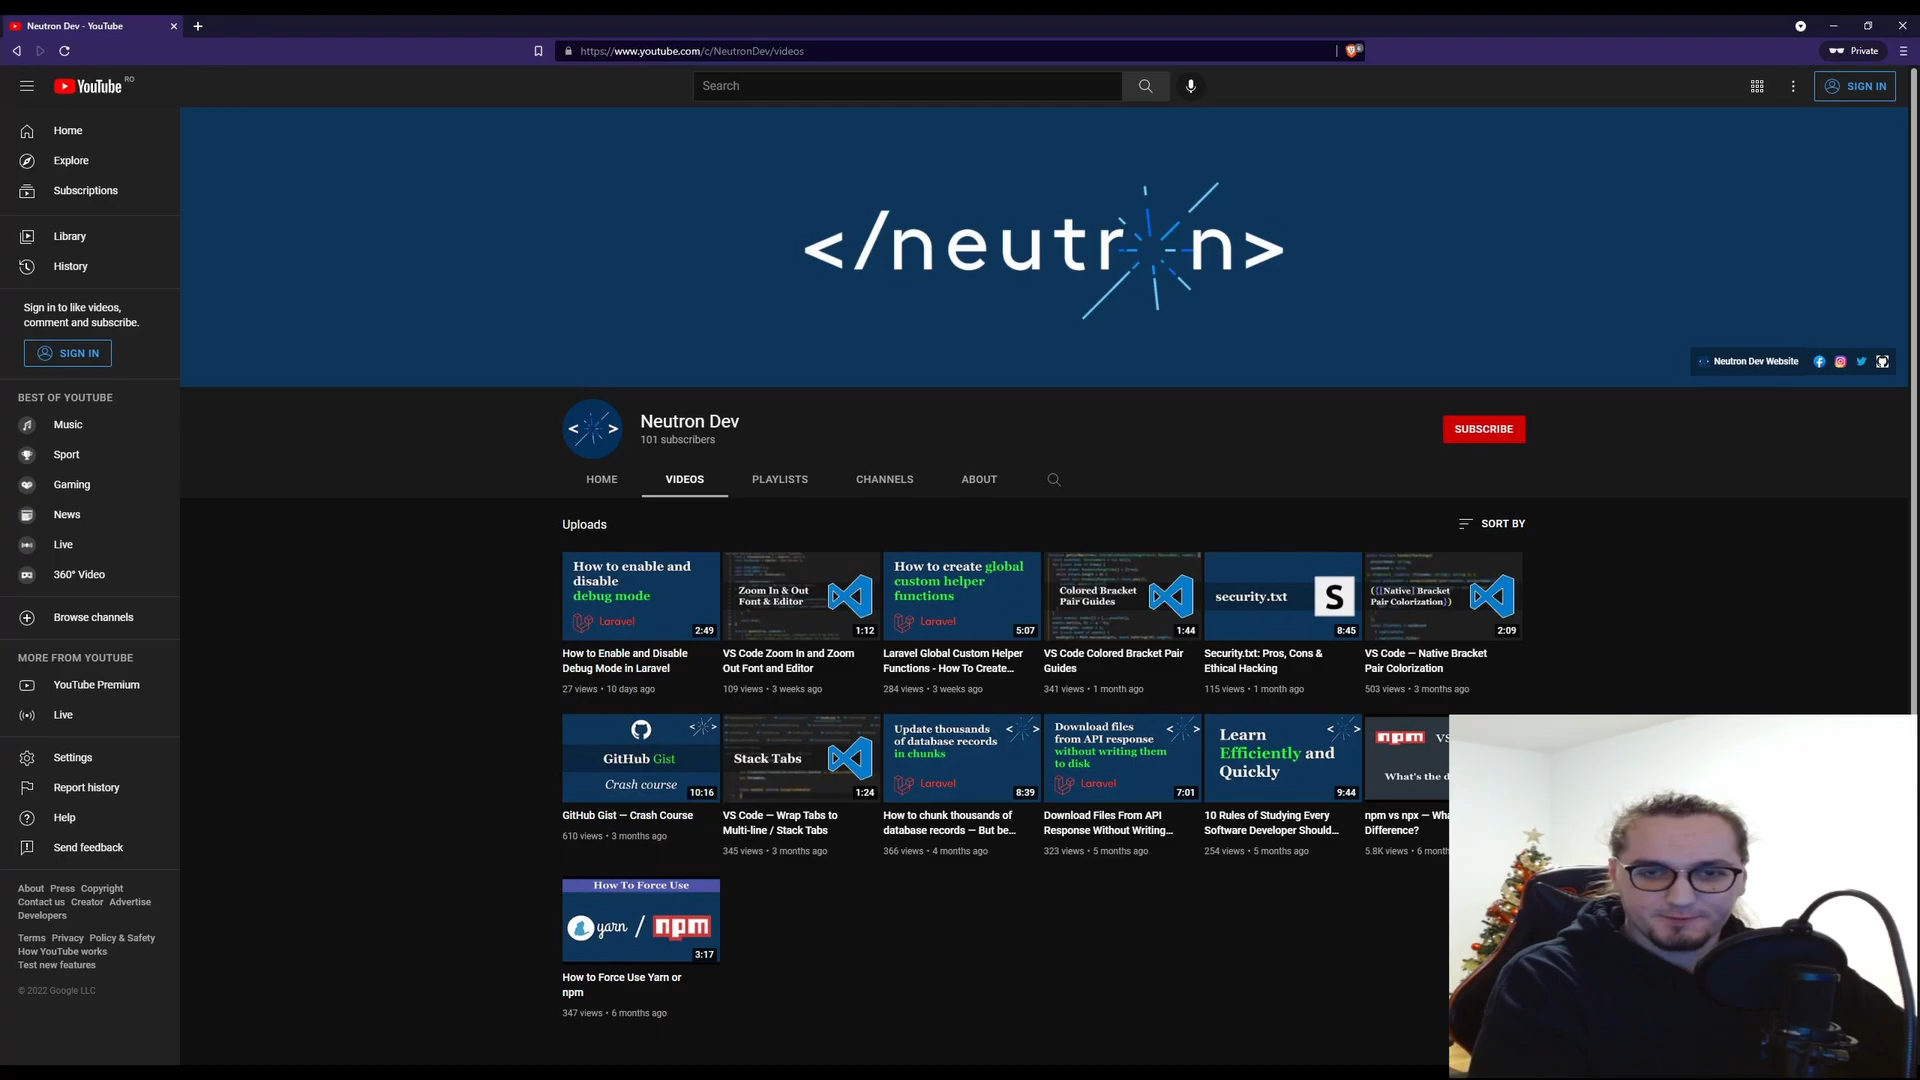 Neutron Dev - YouTube
https://www.youtube.com/c/NeutronDev/videos
Private
YouTube RO
Search
SIGN IN
Home
Explore
Subscriptions
Library
History
Sign in to like videos,
comment and subscribe.
SIGN IN
BEST OF YOUTUBE
Music
Sport
Gaming
News
Live
360° Video
Browse channels
MORE FROM YOUTUBE
YouTube Premium
Live
Settings
Report history
Help
Send feedback
About Press Copyright
Contact us Creator Advertise
Developers
Terms Privacy Policy & Safety
How YouTube works
Test new features
© 2022 Google LLC
</neutron>
Neutron Dev Website
Neutron Dev
101 subscribers
SUBSCRIBE
HOME VIDEOS PLAYLISTS CHANNELS ABOUT
Uploads
SORT BY
How to enable and
disable
debug mode
Laravel
2:49
How to Enable and Disable
Debug Mode in Laravel
27 views • 10 days ago
Zoom In & Out
Font & Editor
1:12
VS Code Zoom In and Zoom
Out Font and Editor
109 views • 3 weeks ago
How to create global
custom helper
functions
Laravel
5:07
Laravel Global Custom Helper
Functions - How To Create...
284 views • 3 weeks ago
Colored Bracket
Pair Guides
1:44
VS Code Colored Bracket Pair
Guides
341 views • 1 month ago
security.txt
S
8:45
Security.txt: Pros, Cons &
Ethical Hacking
115 views • 1 month ago
({[Native] Bracket
Pair Colorization})
2:09
VS Code — Native Bracket
Pair Colorization
503 views • 3 months ago
GitHub Gist
Crash course
10:16
GitHub Gist — Crash Course
610 views • 3 months ago
Stack Tabs
1:24
VS Code — Wrap Tabs to
Multi-line / Stack Tabs
345 views • 3 months ago
Update thousands
of database records
in chunks
Laravel
8:39
How to chunk thousands of
database records — But be...
366 views • 4 months ago
Download files
from API response
without writing them
to disk
Laravel
7:01
Download Files From API
Response Without Writing...
323 views • 5 months ago
Learn
Efficiently and
Quickly
9:44
10 Rules of Studying Every
Software Developer Should...
254 views • 5 months ago
npm VS
What's the d
npm vs npx — Wha
Difference?
5.8K views • 6 month
How To Force Use
yarn / npm
3:17
How to Force Use Yarn or
npm
347 views • 6 months ago